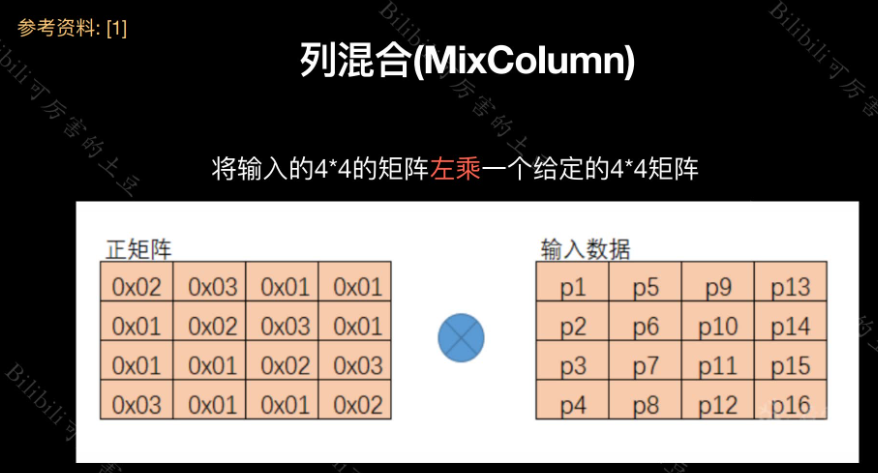 参考资料: [1]
列混合(MixColumn)
将输入的4*4的矩阵左乘一个给定的4*4矩阵
正矩阵
0x02 0x03 0x01 0x01
0x01 0x02 0x03 0x01
0x01 0x01 0x02 0x03
0x03 0x01 0x01 0x02
输入数据
p1 p5 p9 p13
p2 p6 p10 p14
p3 p7 p11 p15
p4 p8 p12 p16
Bilibili可厉害的土豆